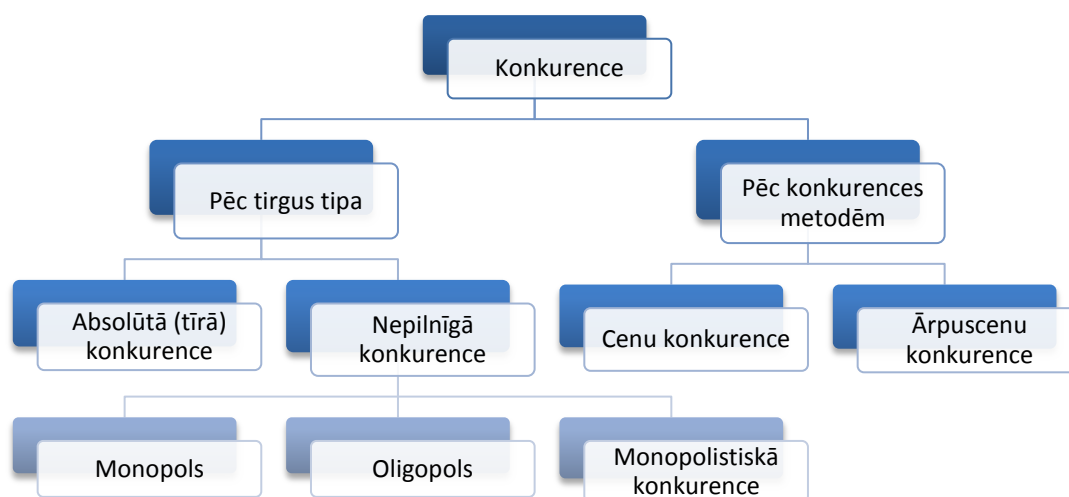 Konkurence
Pēc tirgus tipa
Pēc konkurences
metodēm
Absolūtā (tīrā)
konkurence
Nepilnīgā
konkurence
Cenu konkurence
Ārpuscenu
konkurence
Monopols
Oligopols
Monopolistiskā
konkurence